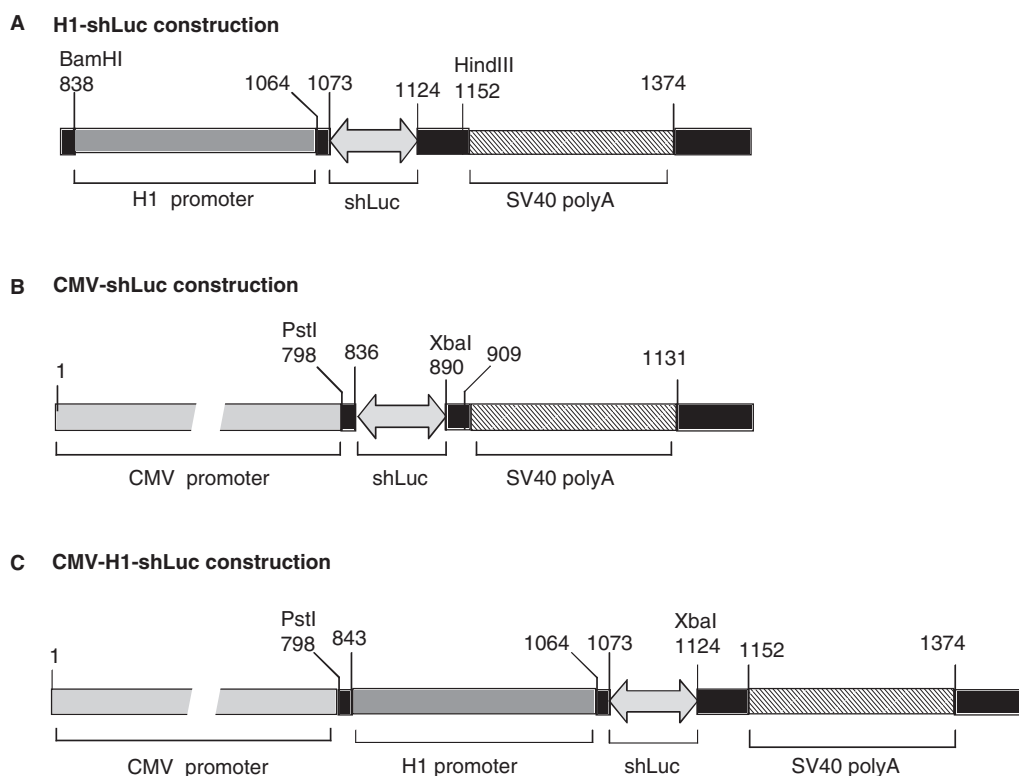 A H1-shLuc construction
BamHI
838
1064
1073
1124
HindIII
1152
1374
H1 promoter
shLuc
SV40 polyA
B CMV-shLuc construction
1
PstI
798
836
XbaI
890
909
1131
CMV promoter
shLuc
SV40 polyA
C CMV-H1-shLuc construction
1
PstI
798
843
1064
1073
XbaI
1124
1152
1374
CMV promoter
H1 promoter
shLuc
SV40 polyA